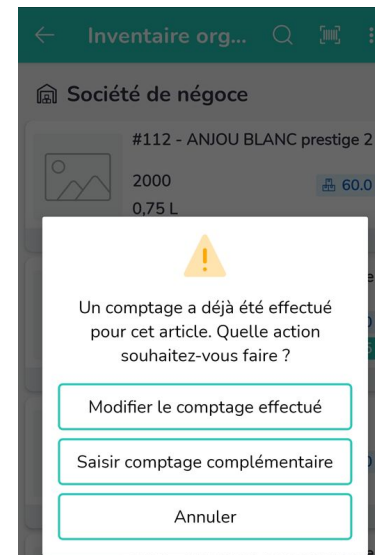 Inventaire org...
Société de négoce
#112 - ANJOU BLANC prestige 2
2000
60.0
0,75 L
Un comptage a déjà été effectué
pour cet article. Quelle action
souhaitez-vous faire ?
Modifier le comptage effectué
Saisir comptage complémentaire
Annuler